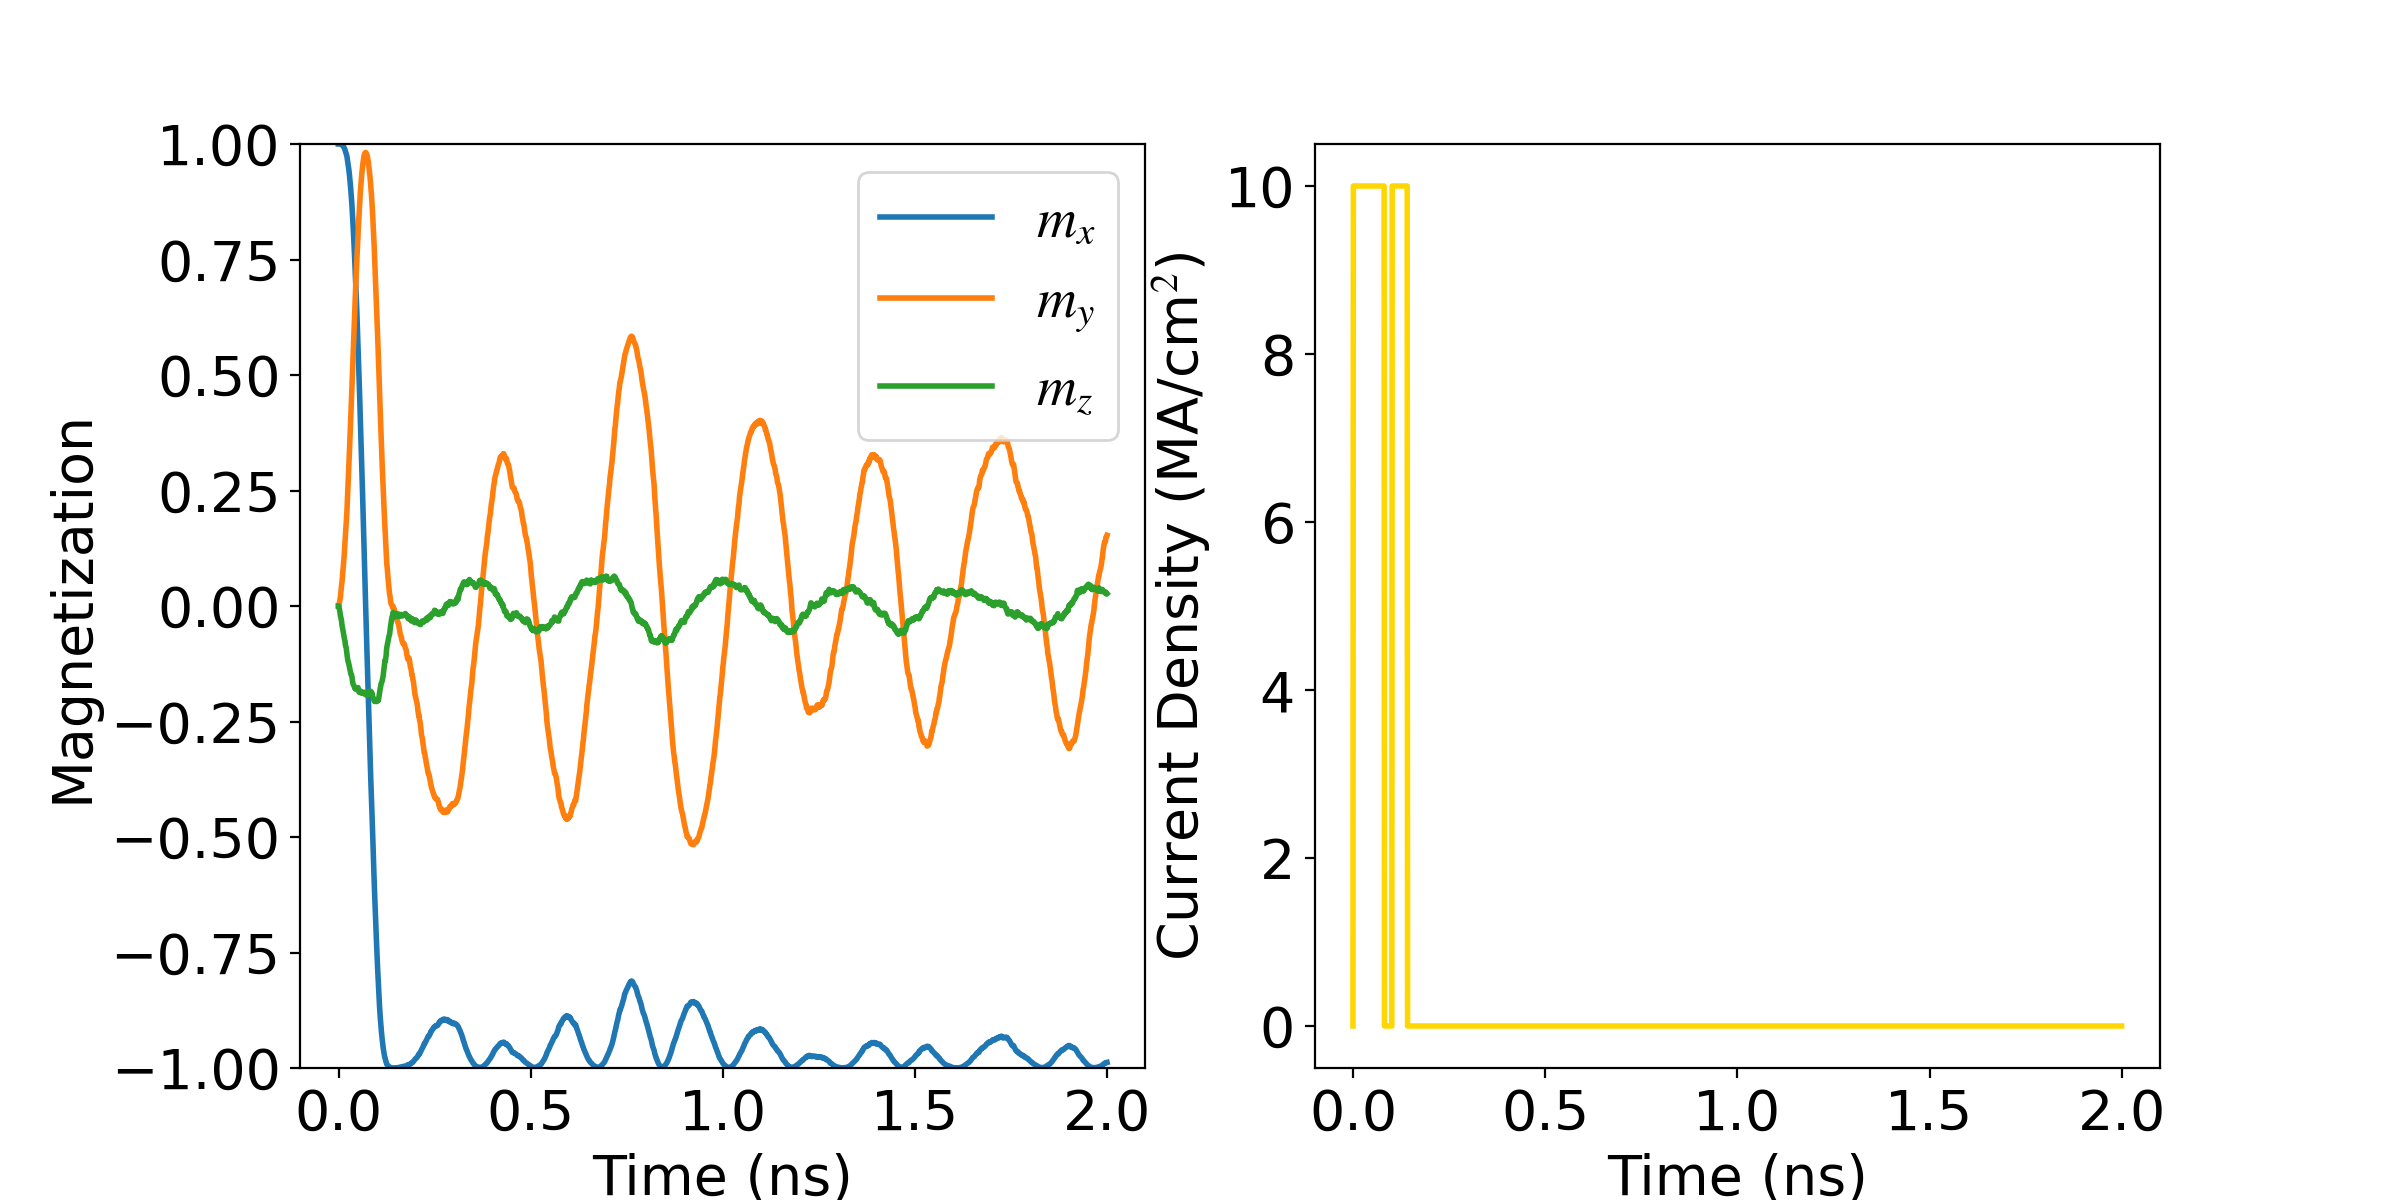 Magnetization
1.00
0.75
0.50
0.25
0.00
−0.25
−0.50
−0.75
−1.00
0.0 0.5 1.0 1.5 2.0
Time (ns)
m_x
m_y
m_z
Current Density (MA/cm²)
10
8
6
4
2
0
0.0 0.5 1.0 1.5 2.0
Time (ns)